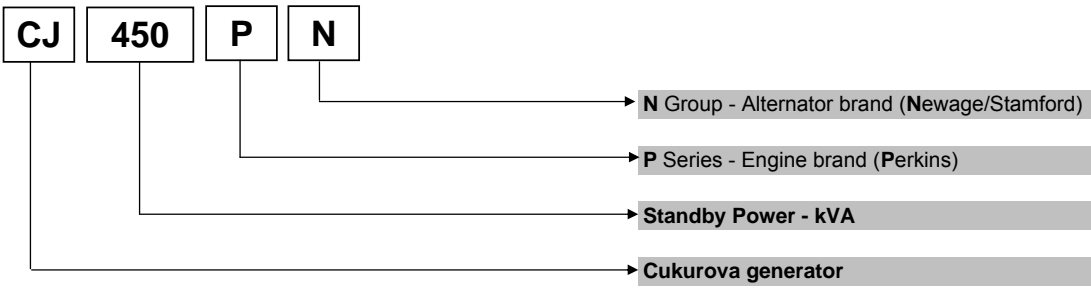 CJ 450 P N
N Group - Alternator brand (Newage/Stamford)
P Series - Engine brand (Perkins)
Standby Power - kVA
Cukurova generator